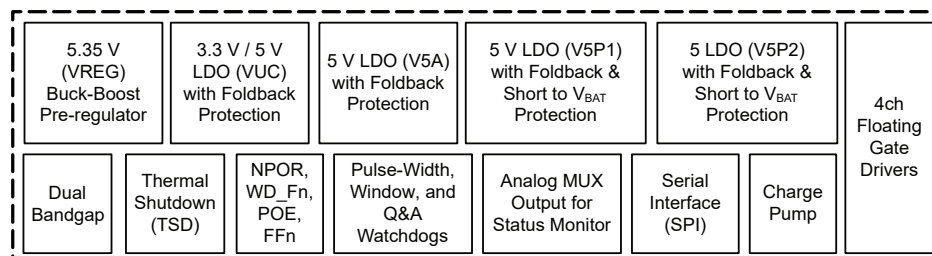 5.35 V
(VREG)
Buck-Boost
Pre-regulator
3.3 V / 5 V
LDO (VUC)
with Foldback
Protection
5 V LDO (V5A)
with Foldback
Protection
5 V LDO (V5P1)
with Foldback &
Short to VBAT
Protection
5 LDO (V5P2)
with Foldback &
Short to VBAT
Protection
4ch
Floating
Gate
Drivers
Dual
Bandgap
Thermal
Shutdown
(TSD)
NPOR,
WD_Fn,
POE,
FFn
Pulse-Width,
Window, and
Q&A
Watchdogs
Analog MUX
Output for
Status Monitor
Serial
Interface
(SPI)
Charge
Pump